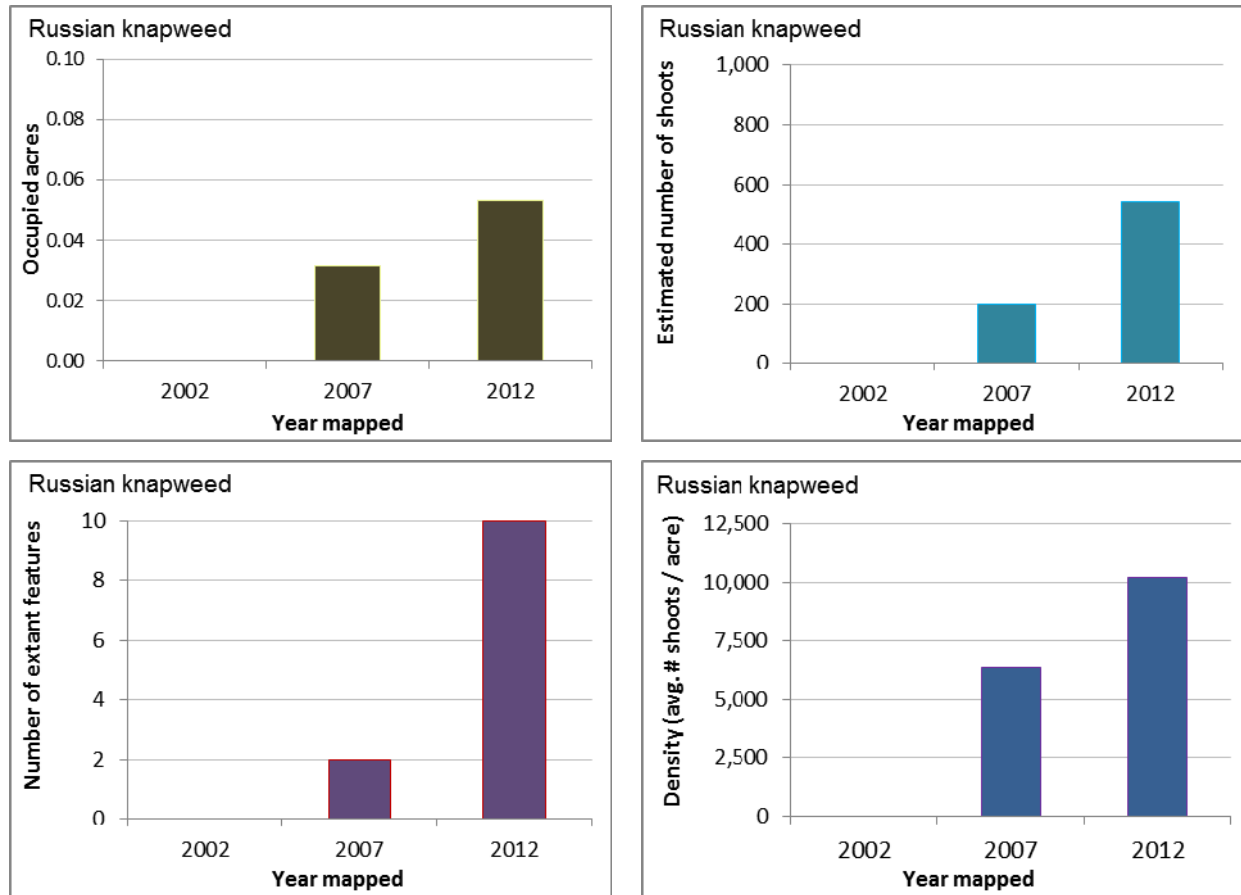 Russian knapweed
Occupied acres
0.10
0.08
0.06
0.04
0.02
0.00
2002 2007 2012
Year mapped
Russian knapweed
Estimated number of shoots
1,000
800
600
400
200
0
2002 2007 2012
Year mapped
Russian knapweed
Number of extant features
10
8
6
4
2
0
2002 2007 2012
Year mapped
Russian knapweed
Density (avg. # shoots / acre)
12,500
10,000
7,500
5,000
2,500
0
2002 2007 2012
Year mapped